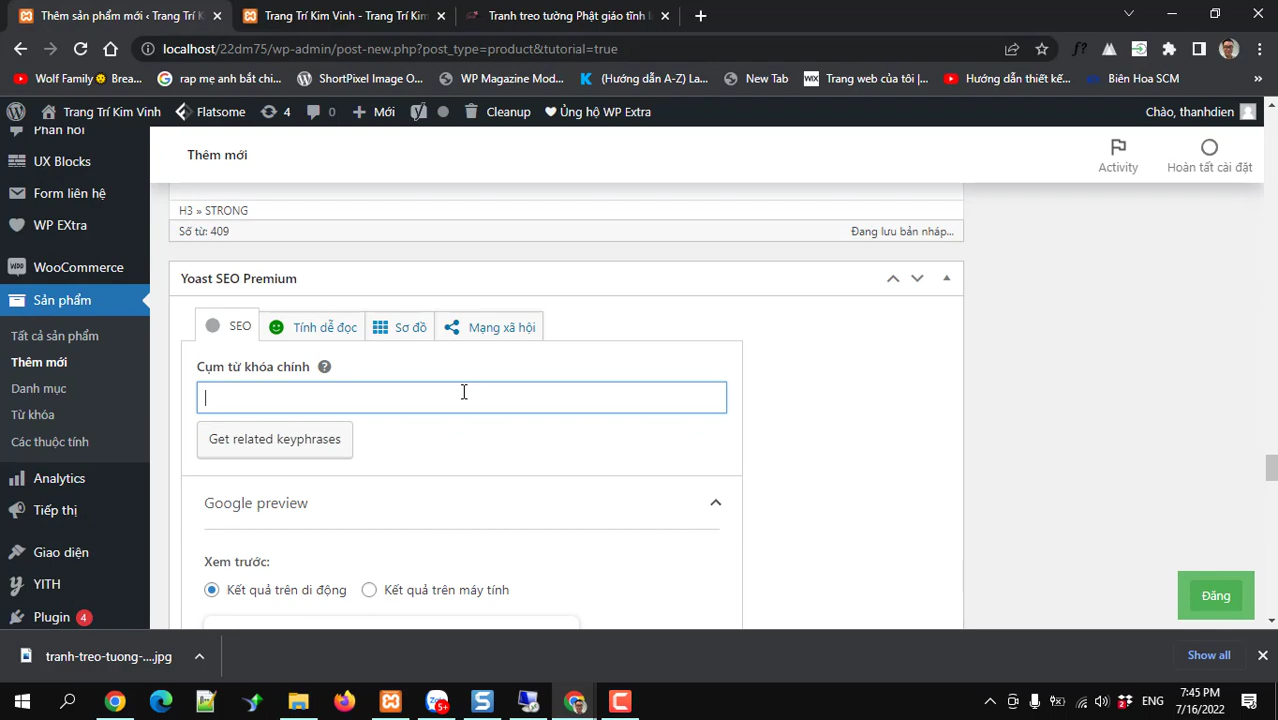 Thêm sản phẩm mới ‹ Trang Trí K
Trang Trí Kim Vinh - Trang Trí Kim
Tranh treo tường Phật giáo tĩnh l
localhost/22dm75/wp-admin/post-new.php?post_type=product&tutorial=true
Wolf Family Brea...
rap mẹ anh bắt chi...
ShortPixel Image O...
WP Magazine Mod...
(Hướng dẫn A-Z) La...
New Tab
WIX
Trang web của tôi |...
Hướng dẫn thiết kế...
Biên Hoa SCM
»
Trang Trí Kim Vinh
Flatsome
4
0
Mới
Cleanup
Ủng hộ WP Extra
Chào, thanhdien
Phản hồi
UX Blocks
Form liên hệ
WP EXtra
WooCommerce
Sản phẩm
Tất cả sản phẩm
Thêm mới
Danh mục
Từ khóa
Các thuộc tính
Analytics
Tiếp thị
Giao diện
YITH
Plugin 4
Thêm mới
Activity
Hoàn tất cài đặt
H3 » STRONG
Số từ: 409
Đang lưu bản nháp...
Yoast SEO Premium
SEO
Tính dễ đọc
Sơ đồ
Mạng xã hội
Cụm từ khóa chính
Get related keyphrases
Google preview
Xem trước:
Kết quả trên di động
Kết quả trên máy tính
Đăng
tranh-treo-tuong-....jpg
Show all
5+
2
ENG
7:45 PM
7/16/2022